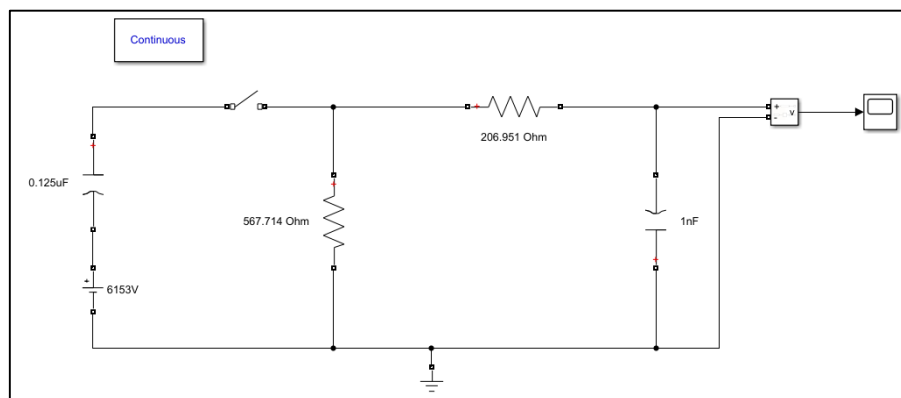 Continuous
206.951 Ohm
0.125uF
567.714 Ohm
1nF
6153V
+
-
v